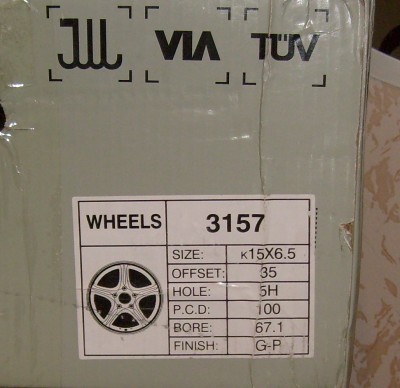 JWL VIA TÜV
WHEELS 3157
SIZE: K15X6.5
OFFSET: 35
HOLE: 5H
P.C.D: 100
BORE: 67.1
FINISH: G-P